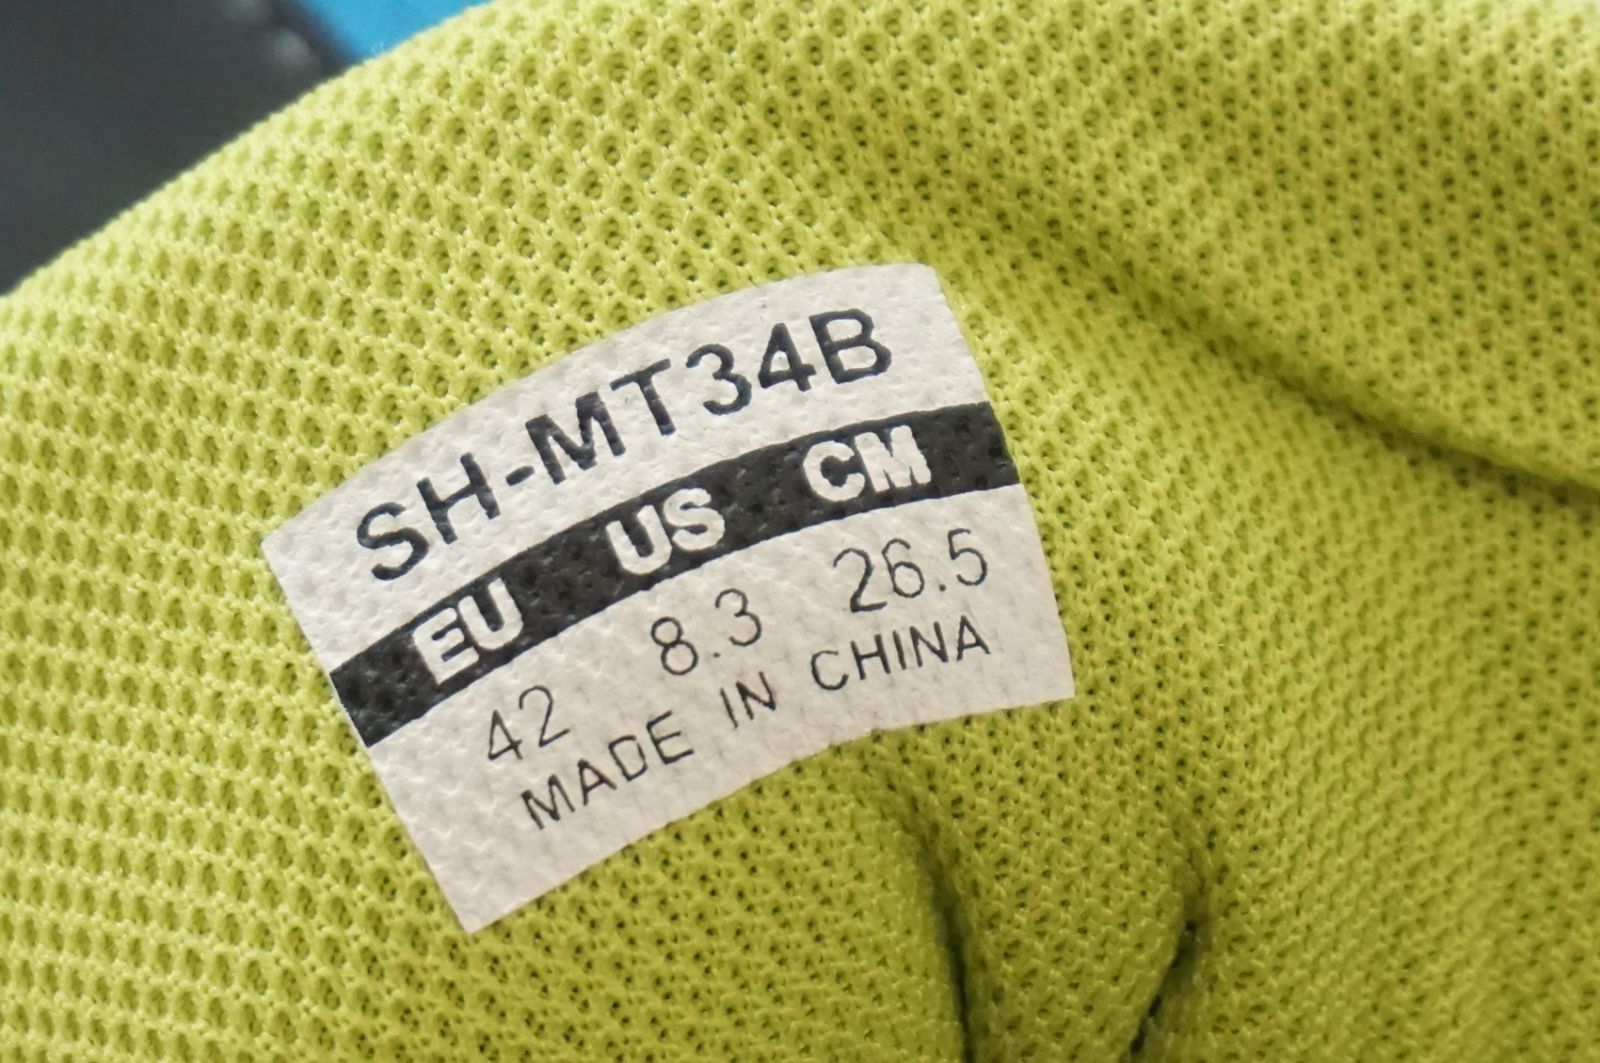 SH-MT34B
EU US CM
42 8.3 26.5
MADE IN CHINA